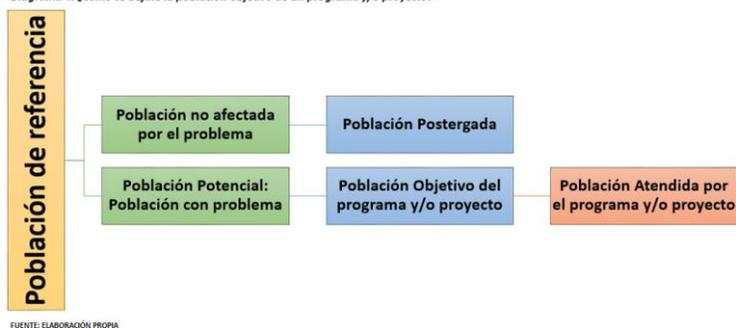 Población de referencia
Población no afectada
por el problema
Población Postergada
Población Potencial:
Población con problema
Población Objetivo del
programa y/o proyecto
Población Atendida por
el programa y/o proyecto
FUENTE: ELABORACIÓN PROPIA